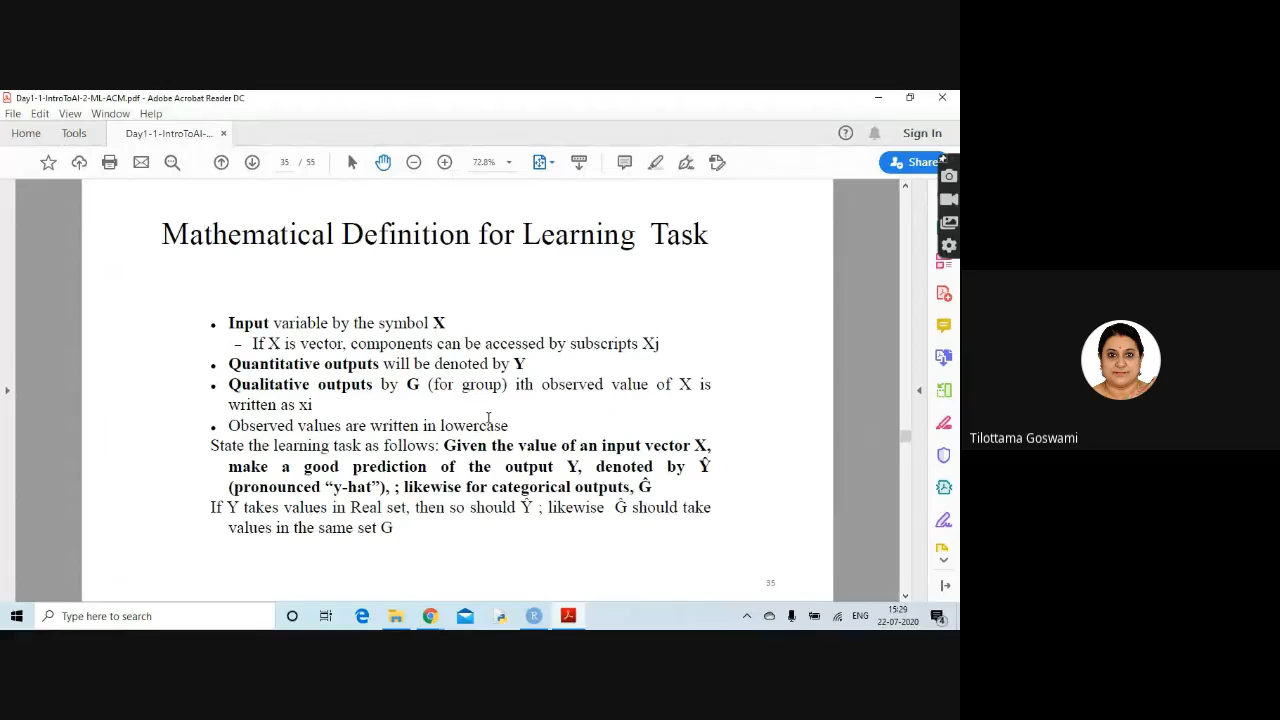 Day1-1-IntroToAI-2-ML-ACM.pdf - Adobe Acrobat Reader DC
File Edit View Window Help
Home Tools Day1-1-IntroToAI-... × Sign In
35 / 55 72.8% Share
Mathematical Definition for Learning Task
• Input variable by the symbol X
– If X is vector, components can be accessed by subscripts Xj
• Quantitative outputs will be denoted by Y
• Qualitative outputs by G (for group) ith observed value of X is
written as xi
• Observed values are written in lowercase
State the learning task as follows: Given the value of an input vector X,
make a good prediction of the output Y, denoted by Ŷ
(pronounced “y-hat”), ; likewise for categorical outputs, Ĝ
If Y takes values in Real set, then so should Ŷ ; likewise Ĝ should take
values in the same set G
35
Tilottama Goswami
Type here to search
ENG
15:29
22-07-2020
4